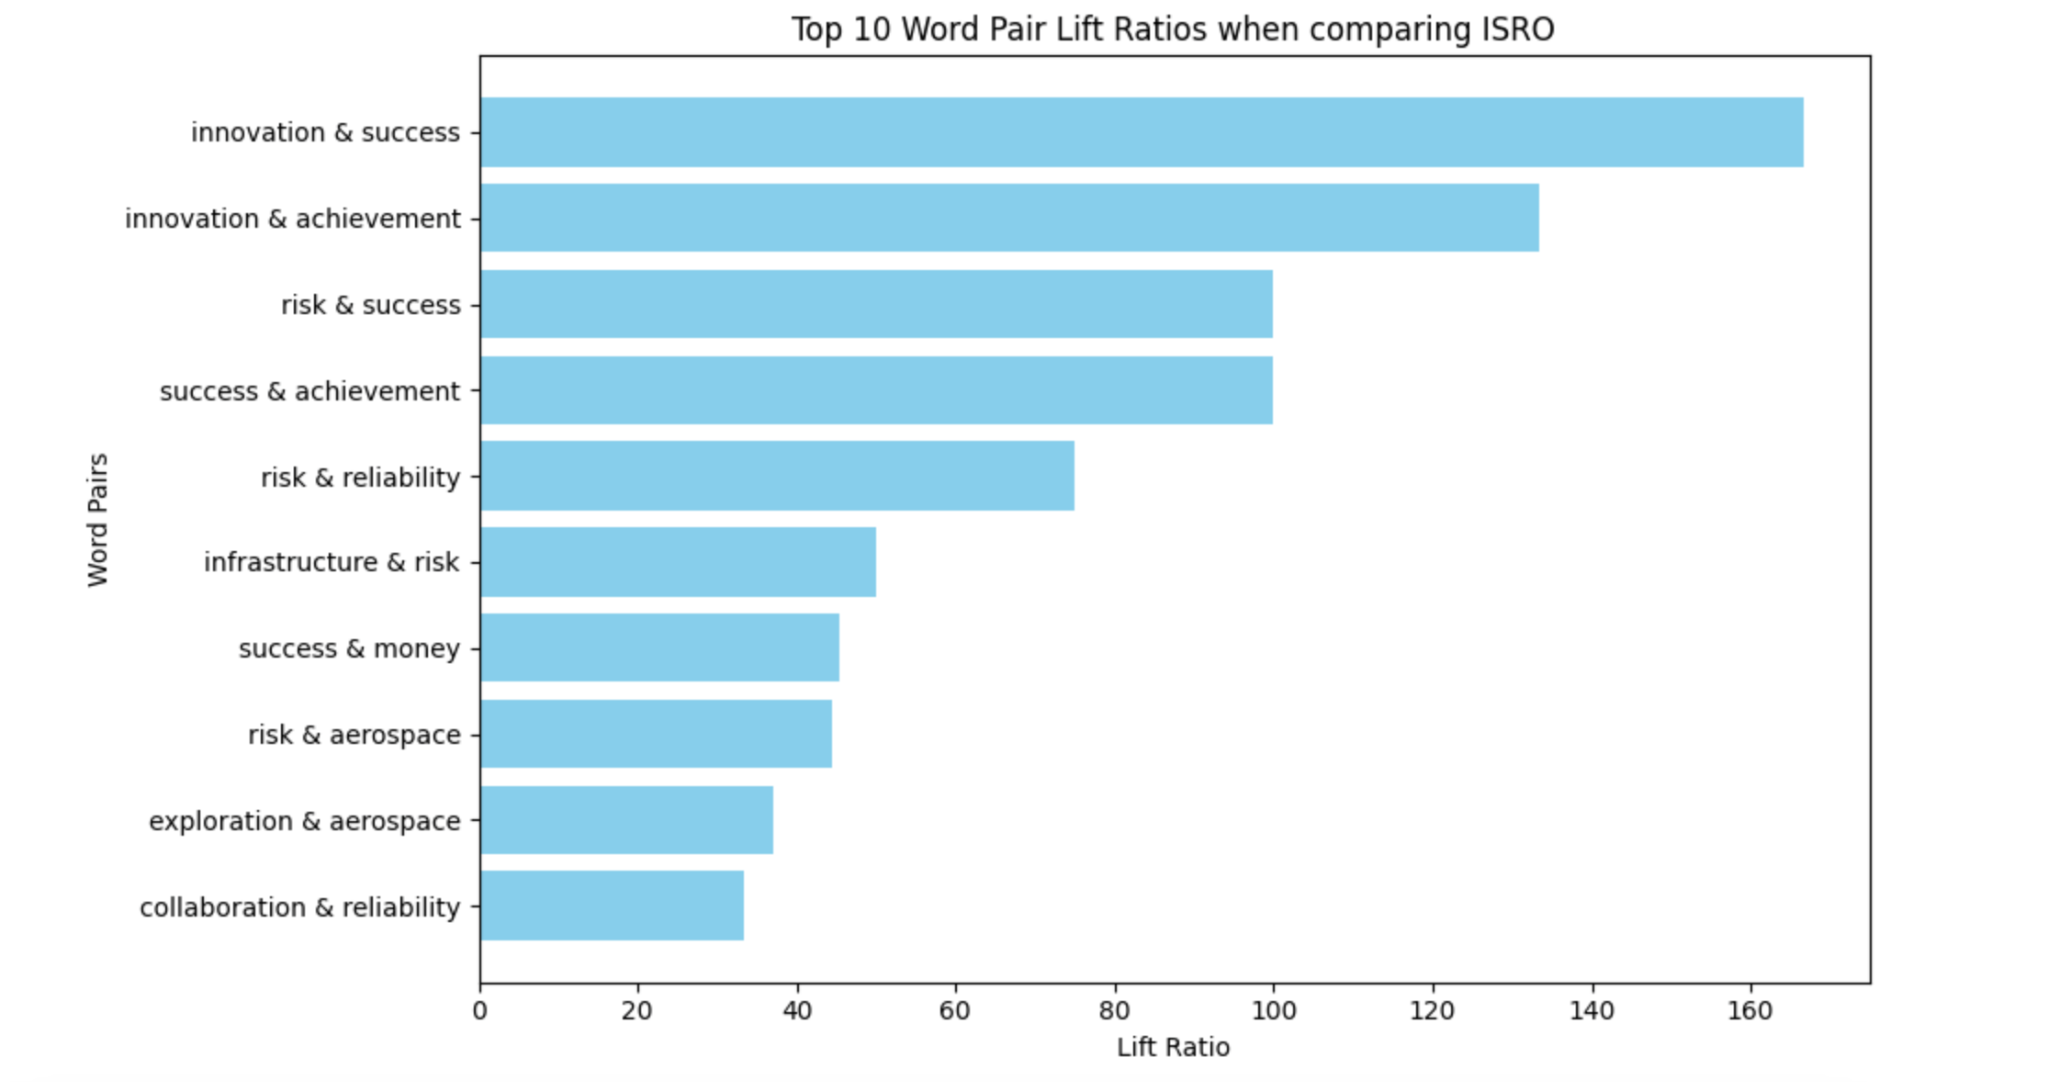 Top 10 Word Pair Lift Ratios when comparing ISRO
Word Pairs
innovation & success
innovation & achievement
risk & success
success & achievement
risk & reliability
infrastructure & risk
success & money
risk & aerospace
exploration & aerospace
collaboration & reliability
0 20 40 60 80 100 120 140 160
Lift Ratio